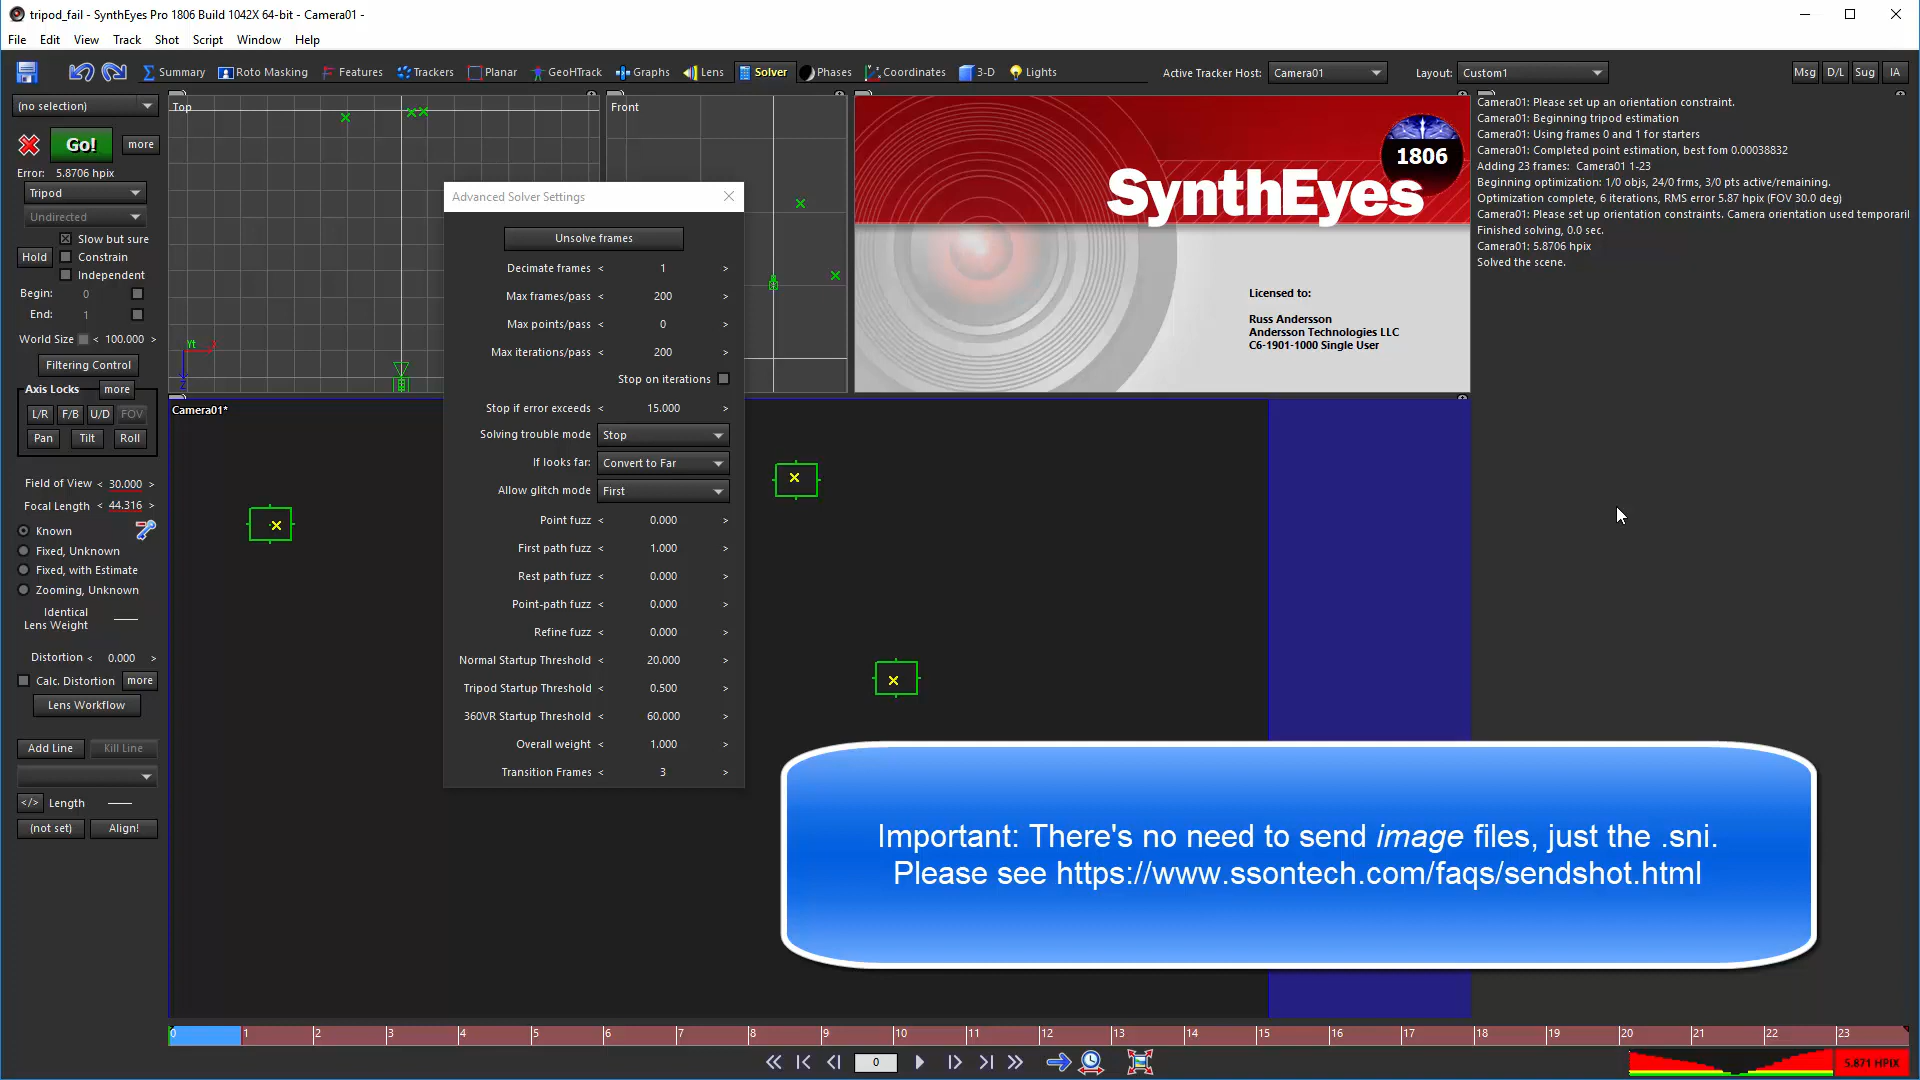 tripod_fail - SynthEyes Pro 1806 Build 1042X 64-bit - Camera01 -
File Edit View Track Shot Script Window Help
Summary Roto Masking Features Trackers Planar GeoHTrack Graphs Lens Solver Phases Coordinates 3-D Lights Active Tracker Host: Camera01 Layout: Custom1 Msg D/L Sug IA
(no selection)
Go! more
Error: 5.8706 hpix
Tripod
Undirected
Slow but sure
Hold Constrain
Independent
Begin: 0
End: 1
World Size < 100.000 >
Filtering Control
Axis Locks more
L/R F/B U/D FOV
Pan Tilt Roll
Field of View < 30.000 >
Focal Length < 44.316 >
Known
Fixed, Unknown
Fixed, with Estimate
Zooming, Unknown
Identical
Lens Weight
Distortion < 0.000 >
Calc. Distortion more
Lens Workflow
Add Line Kill Line
</> Length
(not set) Align!
Top
Yt X
Z
Front
Camera01*
Advanced Solver Settings
Unsolve frames
Decimate frames < 1 >
Max frames/pass < 200 >
Max points/pass < 0 >
Max iterations/pass < 200 >
Stop on iterations
Stop if error exceeds < 15.000 >
Solving trouble mode Stop
If looks far: Convert to Far
Allow glitch mode First
Point fuzz < 0.000 >
First path fuzz < 1.000 >
Rest path fuzz < 0.000 >
Point-path fuzz < 0.000 >
Refine fuzz < 0.000 >
Normal Startup Threshold < 20.000 >
Tripod Startup Threshold < 0.500 >
360VR Startup Threshold < 60.000 >
Overall weight < 1.000 >
Transition Frames < 3 >
1806
SynthEyes
Licensed to:
Russ Andersson
Andersson Technologies LLC
C6-1901-1000 Single User
Camera01: Please set up an orientation constraint.
Camera01: Beginning tripod estimation
Camera01: Using frames 0 and 1 for starters
Camera01: Completed point estimation, best fom 0.00038832
Adding 23 frames: Camera01 1-23
Beginning optimization: 1/0 objs, 24/0 frms, 3/0 pts active/remaining.
Optimization complete, 6 iterations, RMS error 5.87 hpix (FOV 30.0 deg)
Camera01: Please set up orientation constraints. Camera orientation used temporaril
Finished solving, 0.0 sec.
Camera01: 5.8706 hpix
Solved the scene.
Important: There's no need to send image files, just the .sni.
Please see https://www.ssontech.com/faqs/sendshot.html
0 1 2 3 4 5 6 7 8 9 10 11 12 13 14 15 16 17 18 19 20 21 22 23
0
5.871 HPIX